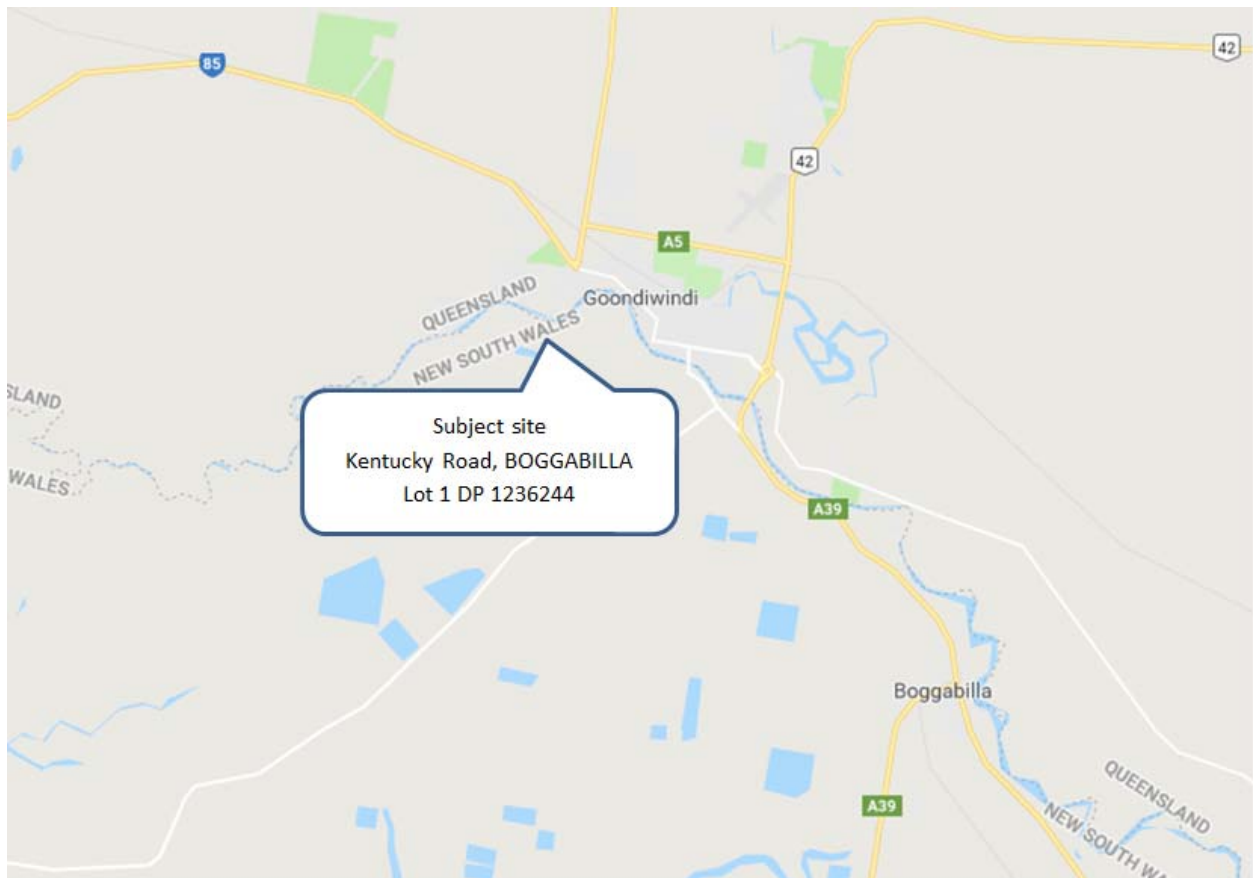 85
42
42
A5
Goondiwindi
QUEENSLAND
NEW SOUTH WALES
SLAND
WALES
Subject site
Kentucky Road, BOGGABILLA
Lot 1 DP 1236244
A39
Boggabilla
A39
QUEENSLAND
NEW SOUTH WA